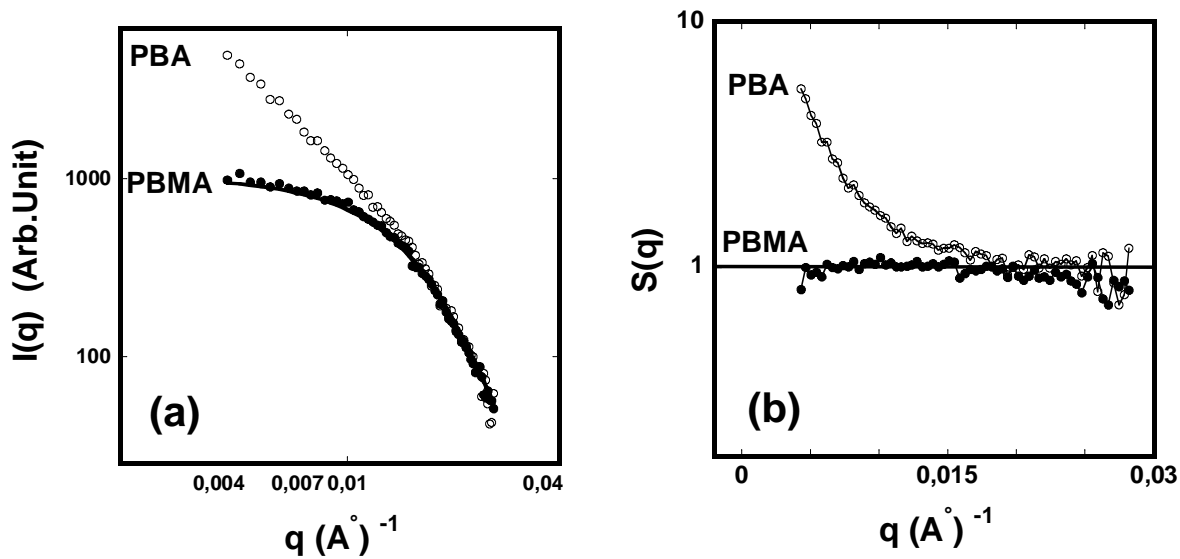 PBA
PBMA
1000
100
I(q) (Arb.Unit)
(a)
0,004 0,007 0,01 0,04
q (A°) -1
10
PBA
PBMA
1
S(q)
(b)
0 0,015 0,03
q (A°) -1